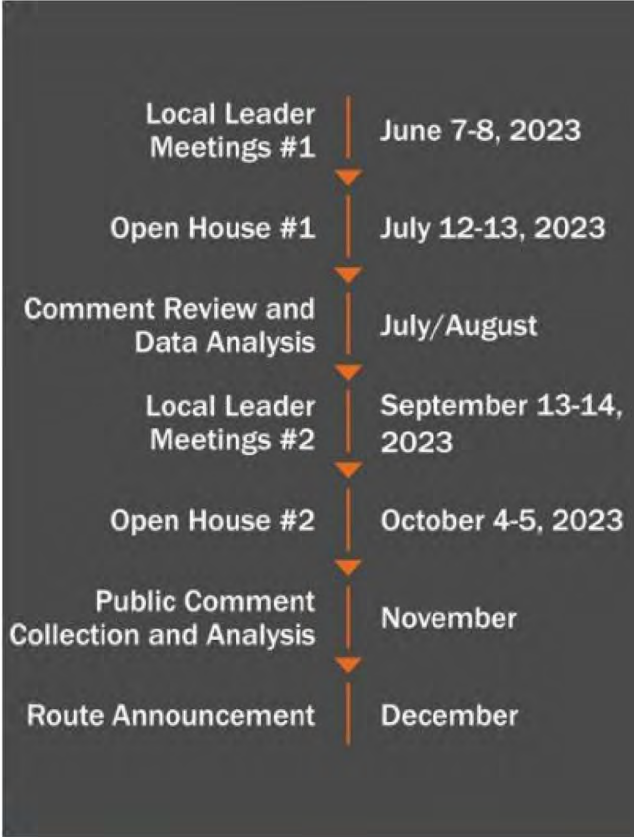 Local Leader
Meetings #1
June 7-8, 2023
Open House #1
July 12-13, 2023
Comment Review and
Data Analysis
July/August
Local Leader
Meetings #2
September 13-14,
2023
Open House #2
October 4-5, 2023
Public Comment
Collection and Analysis
November
Route Announcement
December